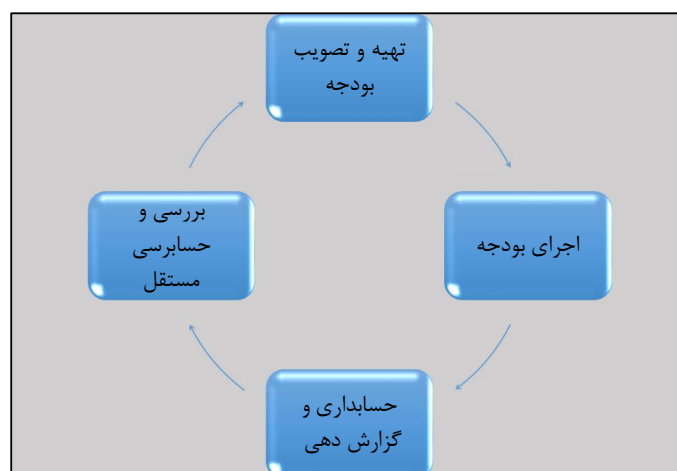 تهیه و تصویب
بودجه
اجرای بودجه
حسابداری و
گزارش دهی
بررسی و
حسابرسی
مستقل